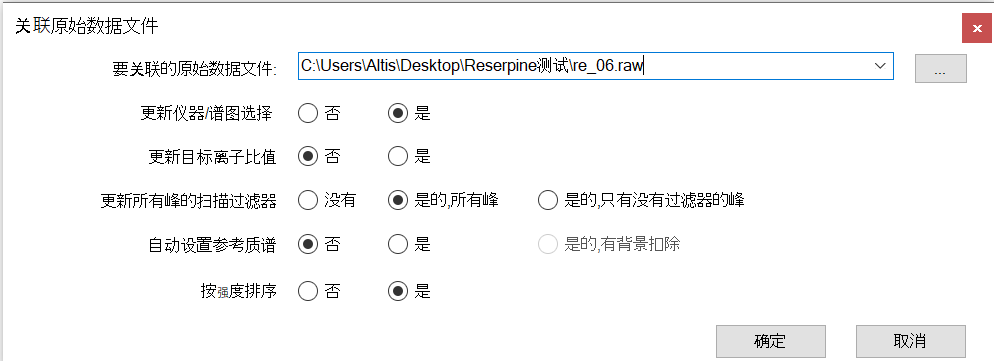 关联原始数据文件
x
要关联的原始数据文件: C:\Users\Altis\Desktop\Reserpine测试\re_06.raw ...
更新仪器/谱图选择 否 是
更新目标离子比值 否 是
更新所有峰的扫描过滤器 没有 是的,所有峰 是的,只有没有过滤器的峰
自动设置参考质谱 否 是 是的,有背景扣除
按强度排序 否 是
确定 取消